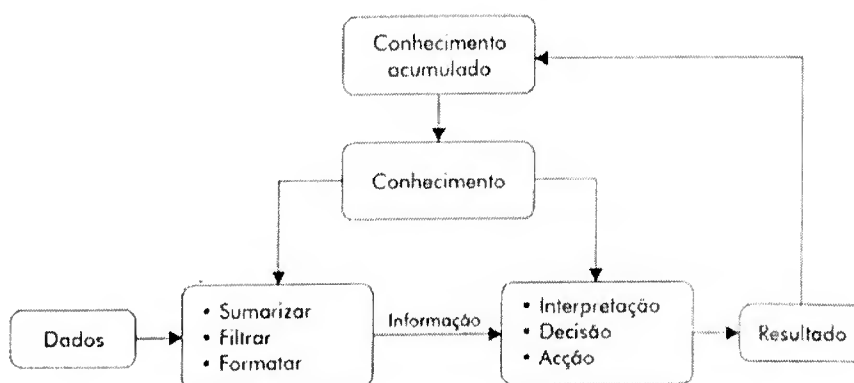 Conhecimento
acumulado
Conhecimento
Dados
• Sumarizar
• Filtrar
• Formatar
Informação
• Interpretação
• Decisão
• Acção
Resultado